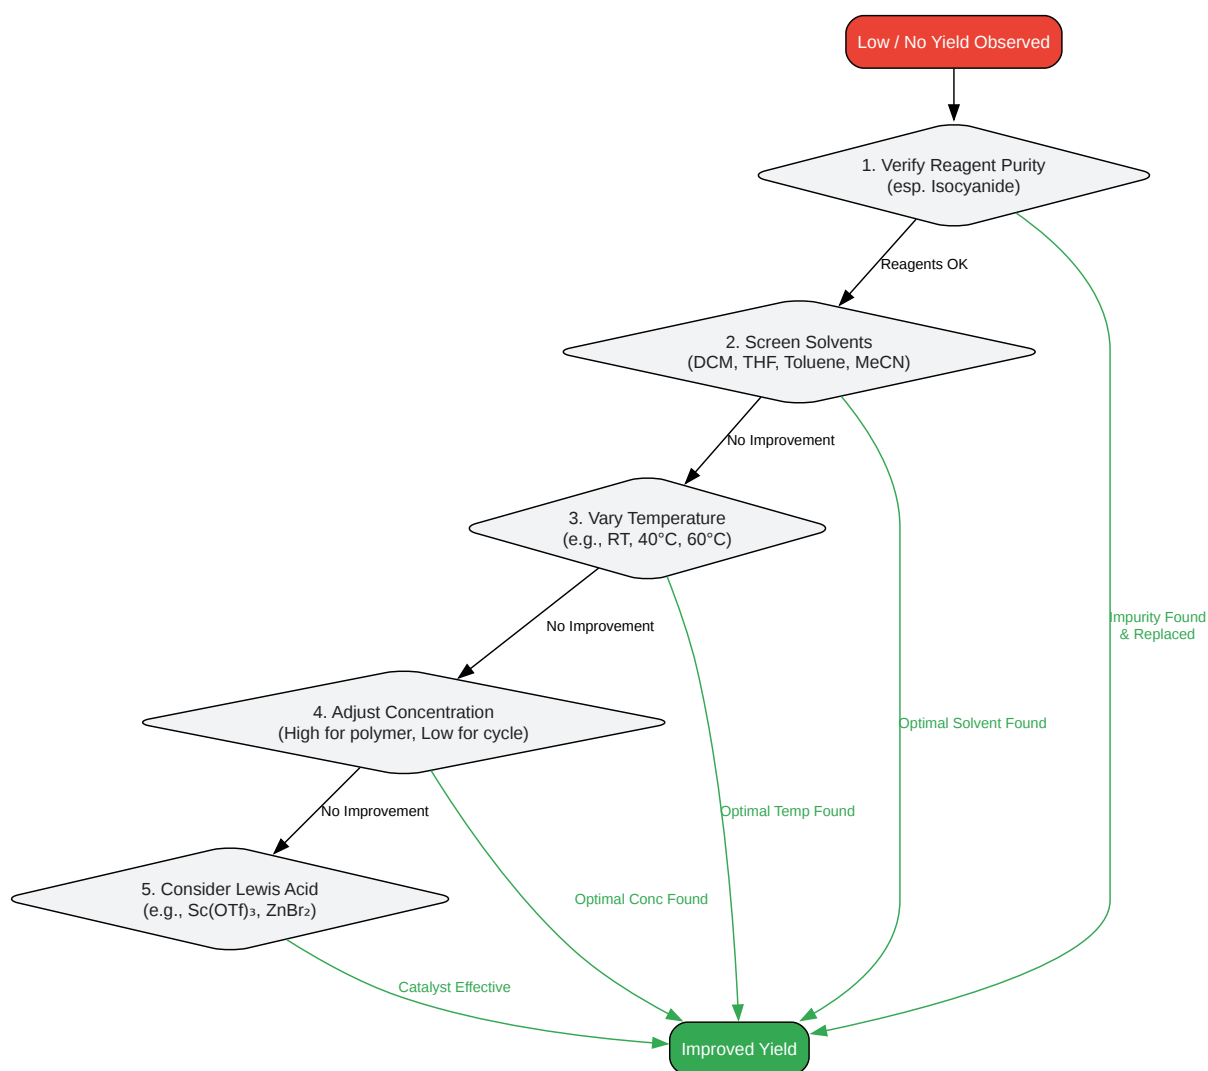 Low / No Yield Observed
1. Verify Reagent Purity
(esp. Isocyanide)
Reagents OK
2. Screen Solvents
(DCM, THF, Toluene, MeCN)
No Improvement
3. Vary Temperature
(e.g., RT, 40°C, 60°C)
Impurity Found
& Replaced
No Improvement
4. Adjust Concentration
(High for polymer, Low for cycle)
Optimal Solvent Found
No Improvement
Optimal Temp Found
5. Consider Lewis Acid
(e.g., Sc(OTf)₃, ZnBr₂)
Optimal Conc Found
Catalyst Effective
Improved Yield